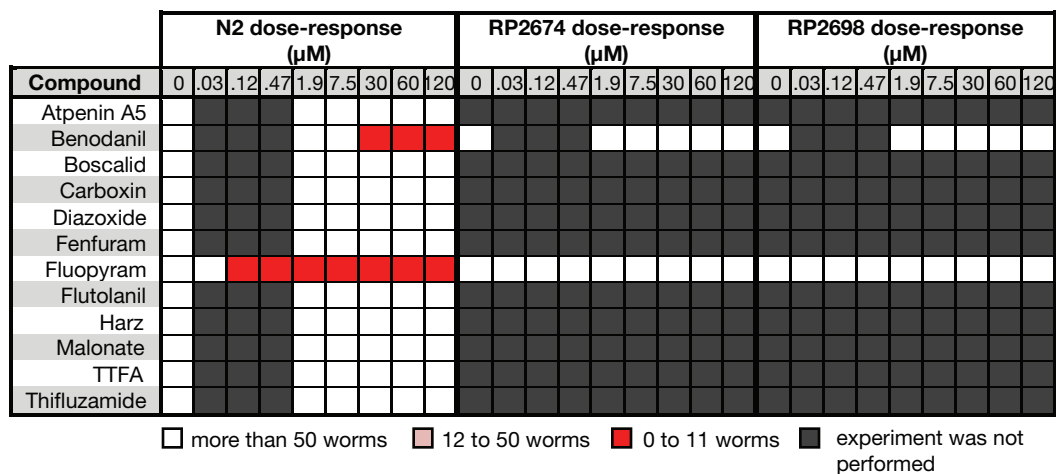 N2 dose-response (µM) RP2674 dose-response (µM) RP2698 dose-response (µM)
Compound 0 .03 .12 .47 1.9 7.5 30 60 120 0 .03 .12 .47 1.9 7.5 30 60 120 0 .03 .12 .47 1.9 7.5 30 60 120
Atpenin A5
Benodanil
Boscalid
Carboxin
Diazoxide
Fenfuram
Fluopyram
Flutolanil
Harz
Malonate
TTFA
Thifluzamide
more than 50 worms 12 to 50 worms 0 to 11 worms experiment was not
performed